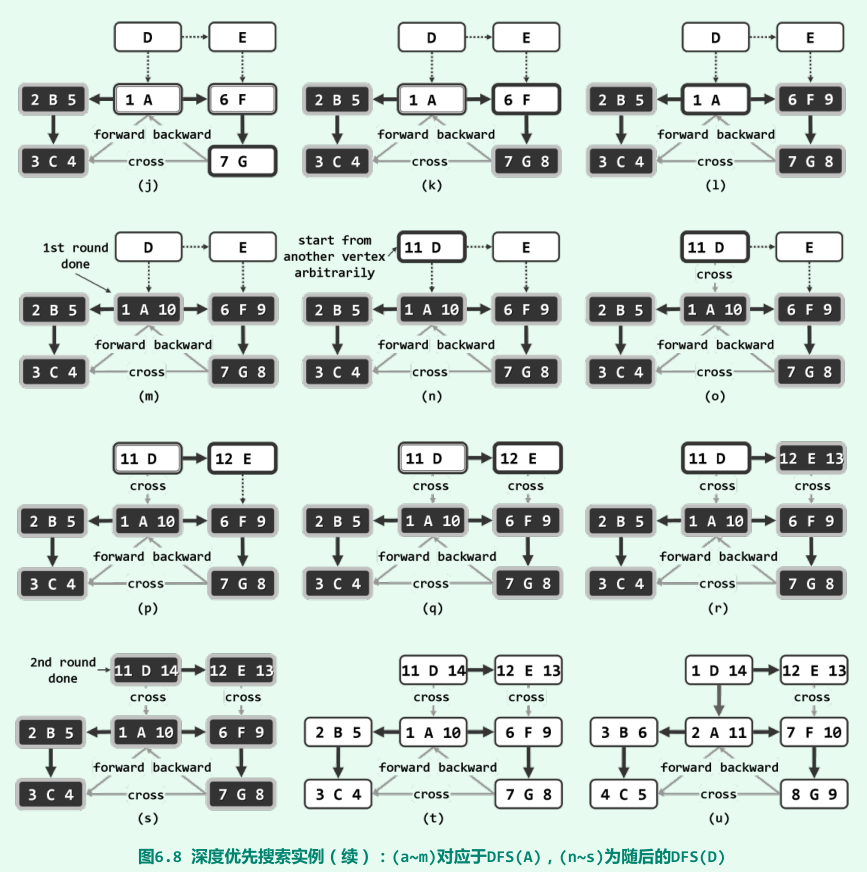 D E
2 B 5 1 A 6 F
forward backward
3 C 4 cross 7 G
(j)
D E
2 B 5 1 A 6 F
forward backward
3 C 4 cross 7 G 8
(k)
D E
2 B 5 1 A 6 F 9
forward backward
3 C 4 cross 7 G 8
(l)
1st round
done
D E
2 B 5 1 A 10 6 F 9
forward backward
3 C 4 cross 7 G 8
(m)
start from
another vertex
arbitrarily
11 D E
2 B 5 1 A 10 6 F 9
forward backward
3 C 4 cross 7 G 8
(n)
11 D E
cross
2 B 5 1 A 10 6 F 9
forward backward
3 C 4 cross 7 G 8
(o)
11 D 12 E
cross
2 B 5 1 A 10 6 F 9
forward backward
3 C 4 cross 7 G 8
(p)
11 D 12 E
cross cross
2 B 5 1 A 10 6 F 9
forward backward
3 C 4 cross 7 G 8
(q)
11 D 12 E 13
cross cross
2 B 5 1 A 10 6 F 9
forward backward
3 C 4 cross 7 G 8
(r)
2nd round
done
11 D 14 12 E 13
cross cross
2 B 5 1 A 10 6 F 9
forward backward
3 C 4 cross 7 G 8
(s)
11 D 14 12 E 13
cross cross
2 B 5 1 A 10 6 F 9
forward backward
3 C 4 cross 7 G 8
(t)
1 D 14 12 E 13
cross
3 B 6 2 A 11 7 F 10
forward backward
4 C 5 cross 8 G 9
(u)
图6.8 深度优先搜索实例（续）：(a~m)对应于DFS(A)，(n~s)为随后的DFS(D)